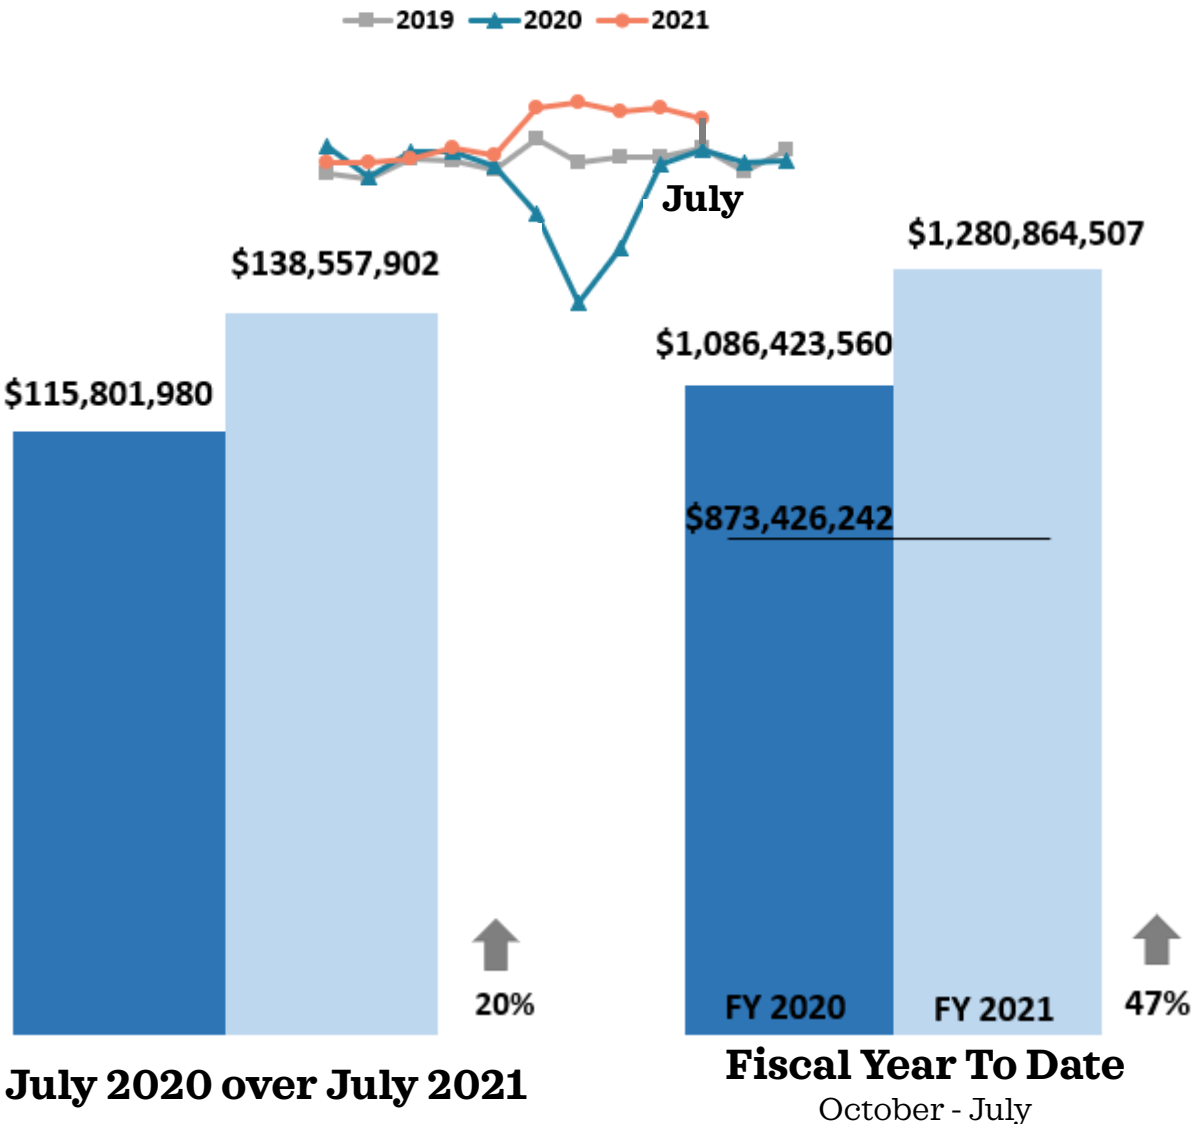 2019 2020 2021
July
$138,557,902
$115,801,980
20%
July 2020 over July 2021
$1,280,864,507
$1,086,423,560
$873,426,242
FY 2020 FY 2021
47%
Fiscal Year To Date
October - July